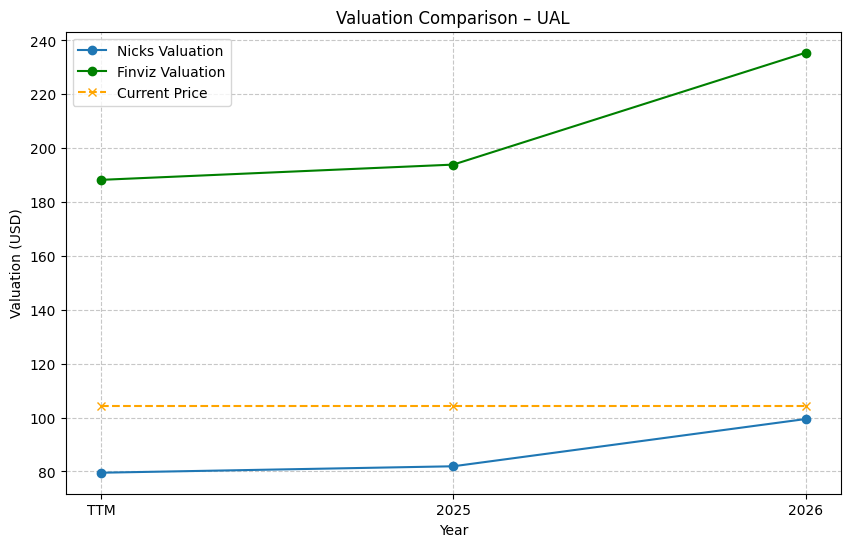 Valuation Comparison – UAL
Nicks Valuation
Finviz Valuation
Current Price
Valuation (USD)
240
220
200
180
160
140
120
100
80
TTM
2025
2026
Year